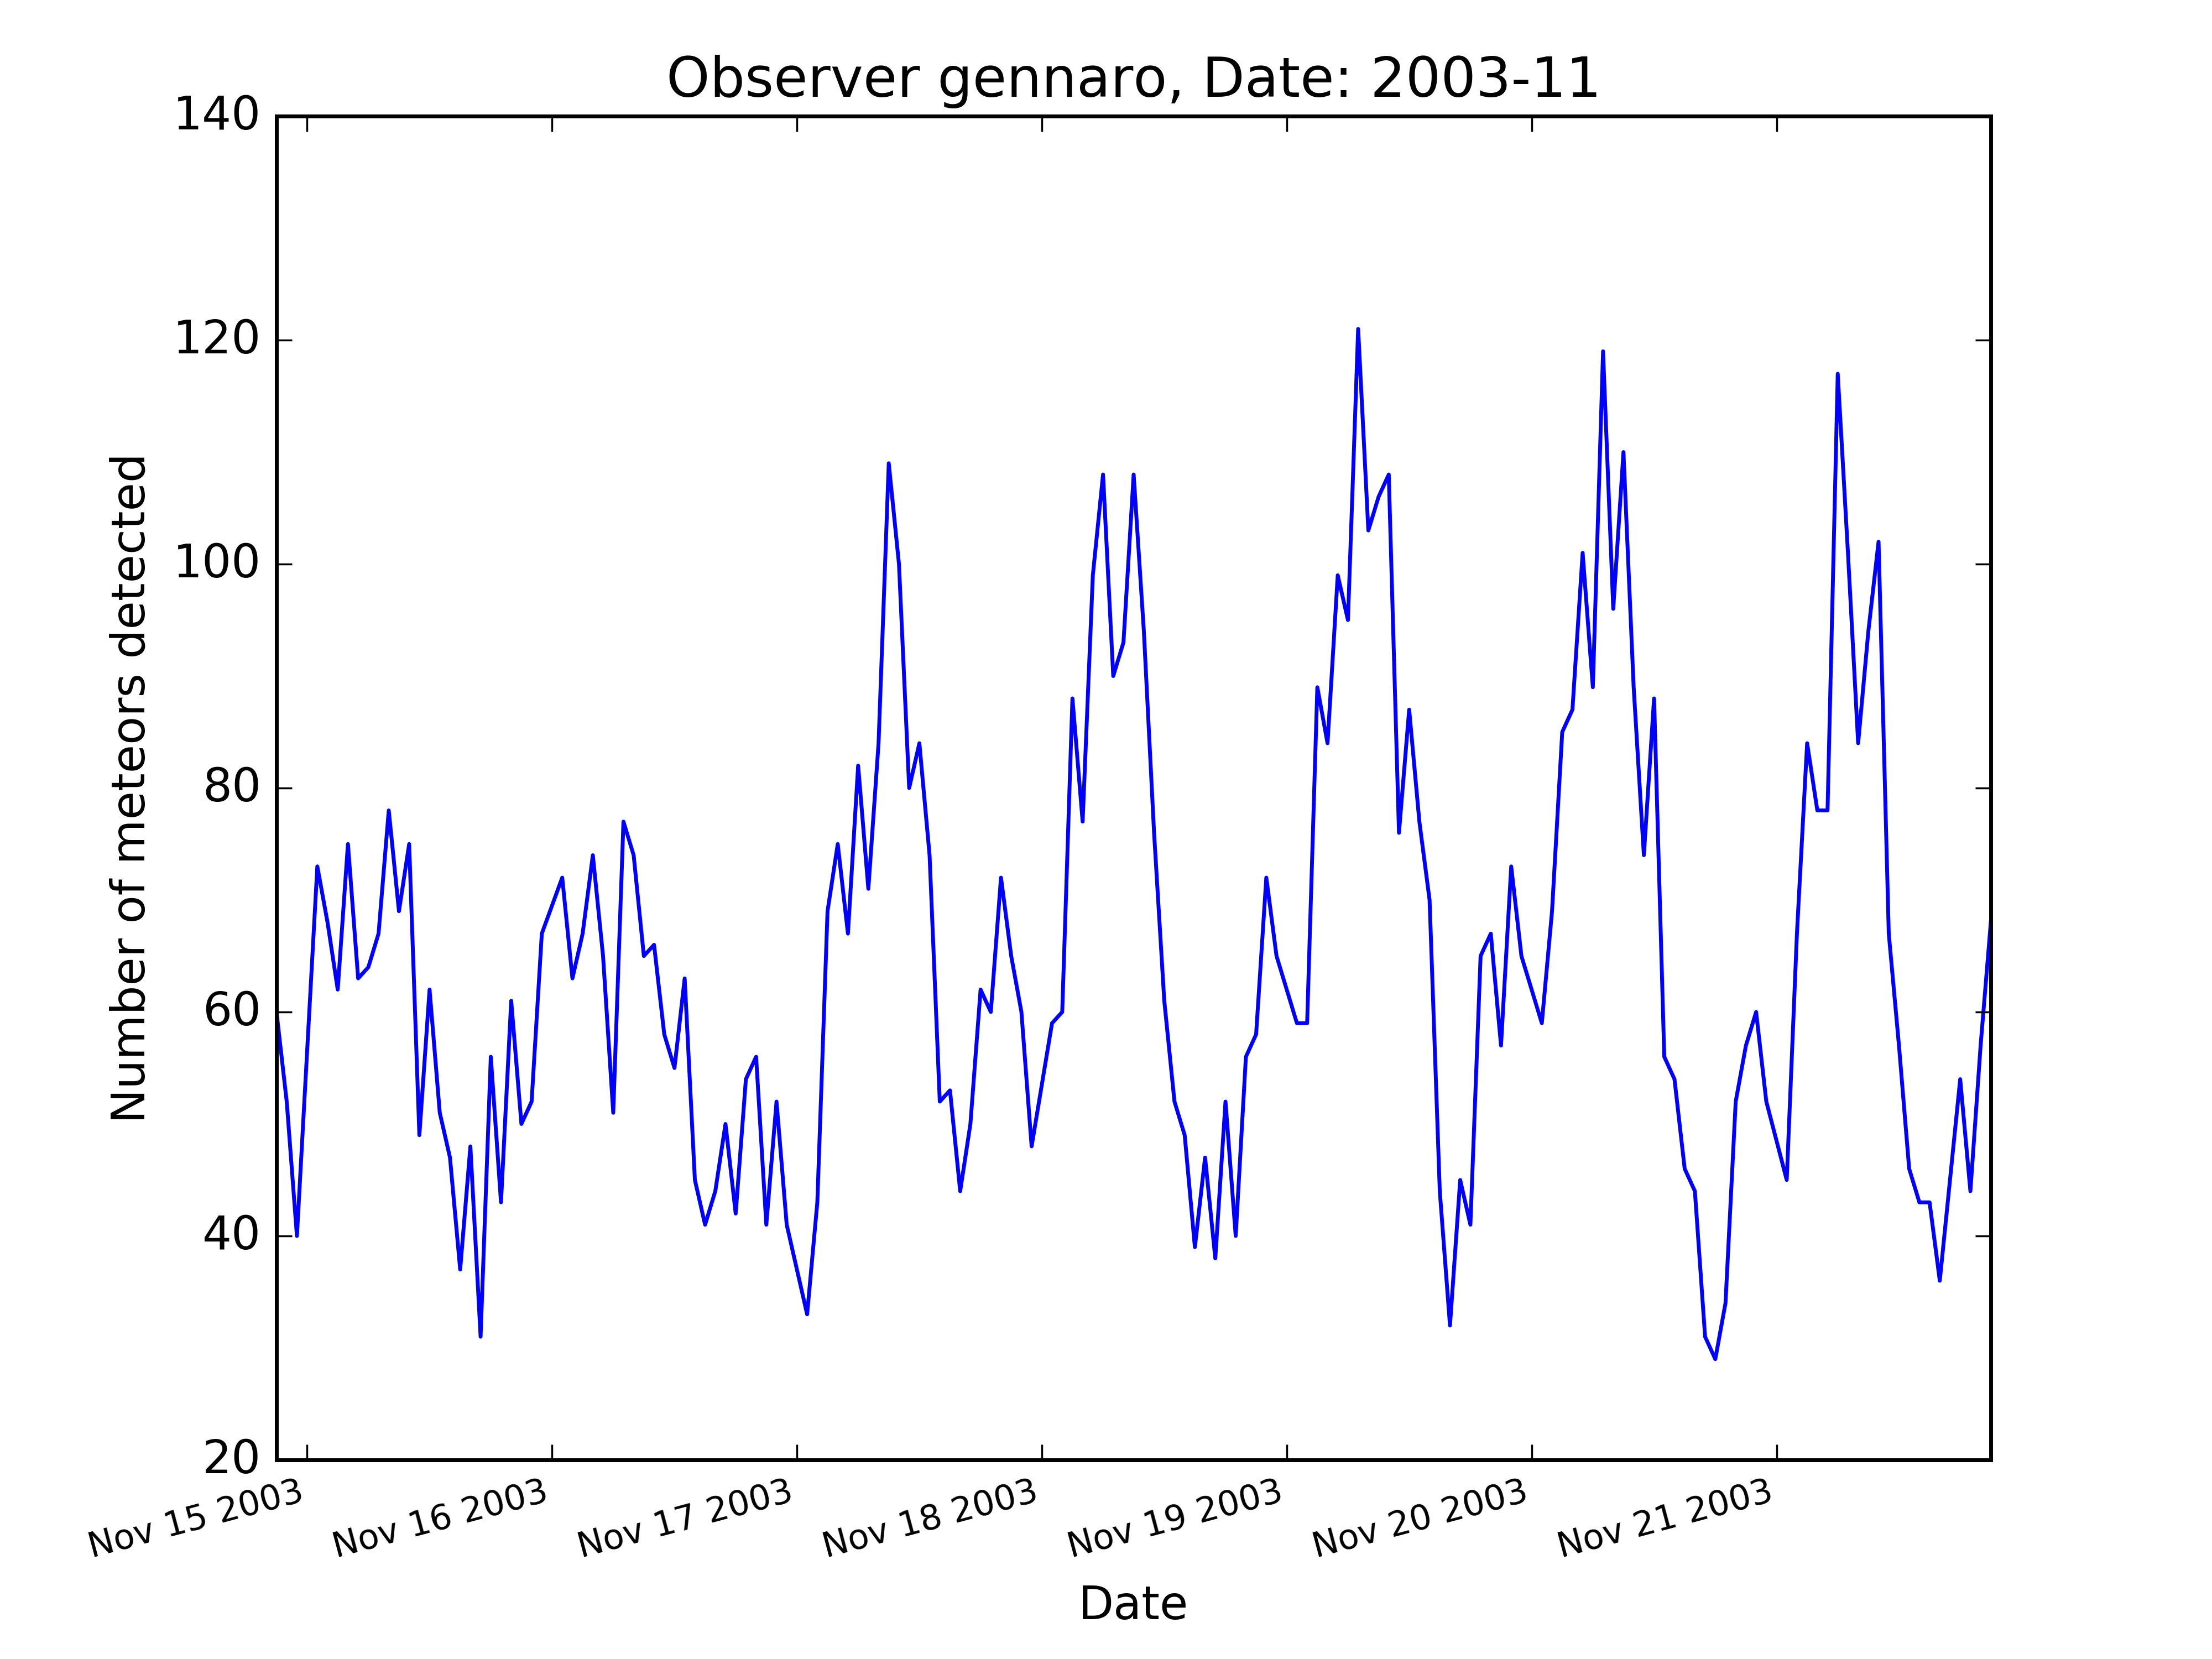 Observer gennaro, Date: 2003-11
140
120
100
80
60
40
20
Number of meteors detected
Nov 15 2003
Nov 16 2003
Nov 17 2003
Nov 18 2003
Nov 19 2003
Nov 20 2003
Nov 21 2003
Date